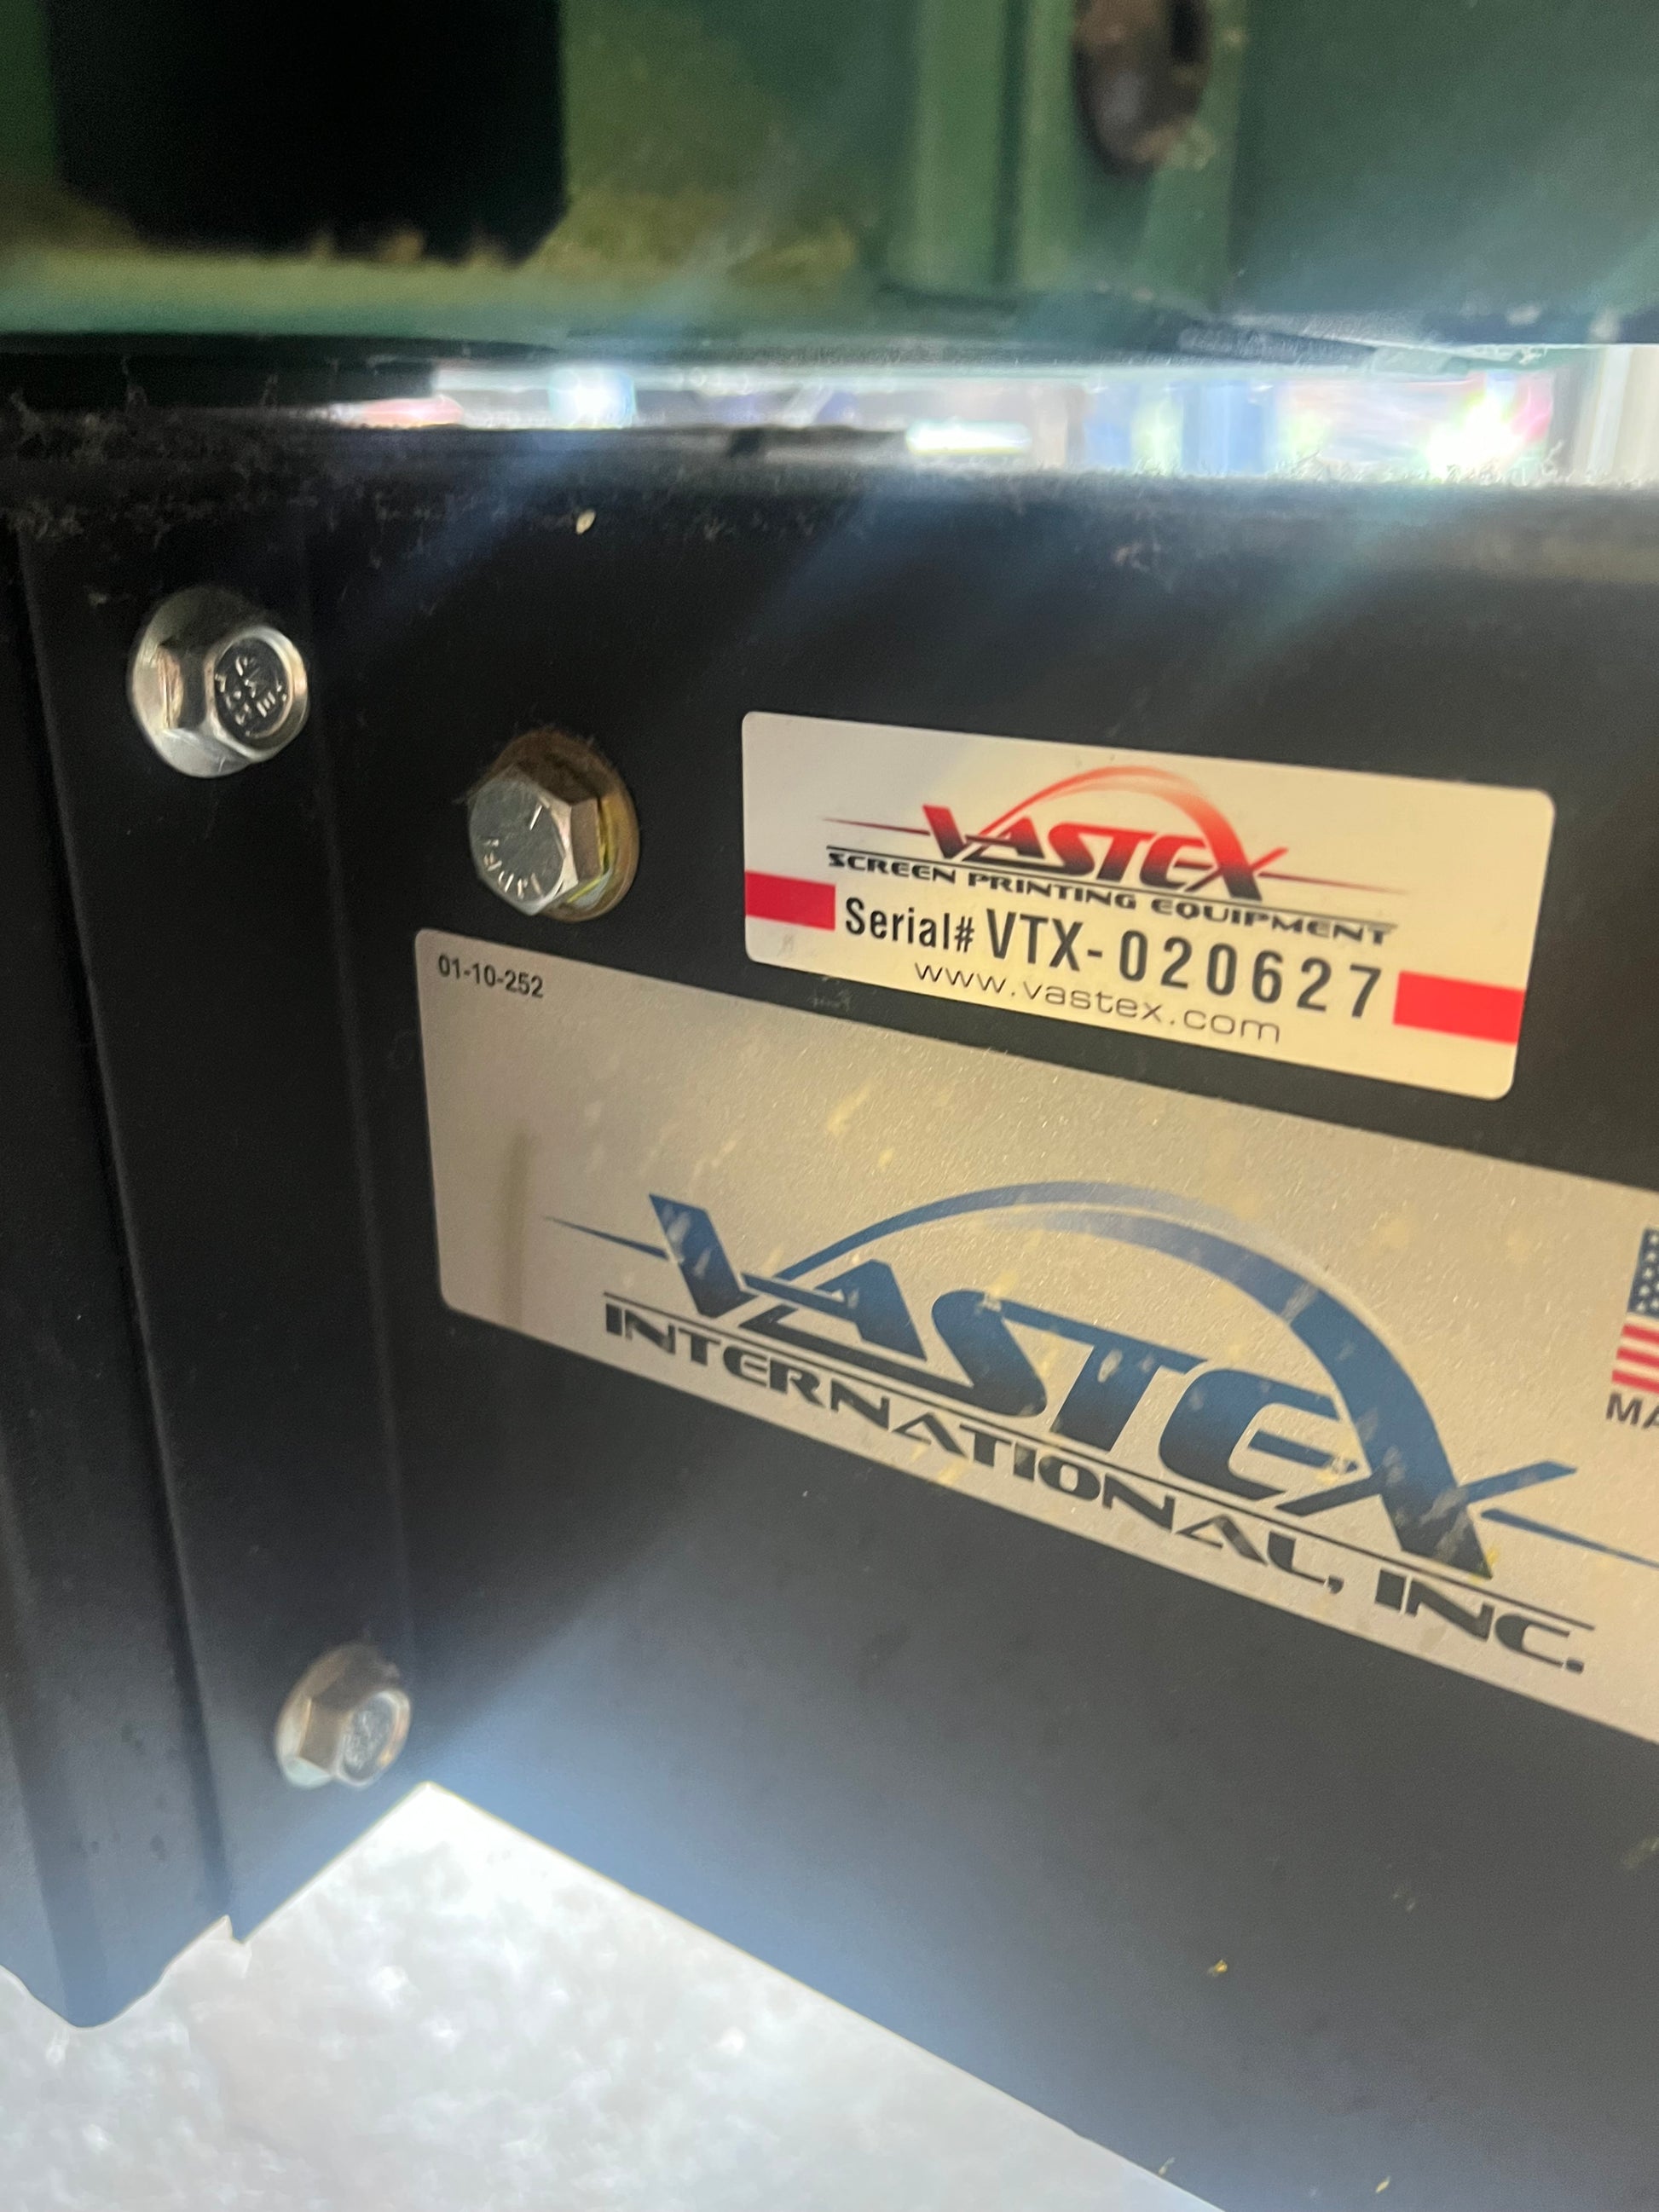 VASTEX
SCREEN PRINTING EQUIPMENT
Serial# VTX-020627
www.vastex.com
01-10-252
VASTEX
INTERNATIONAL, INC.